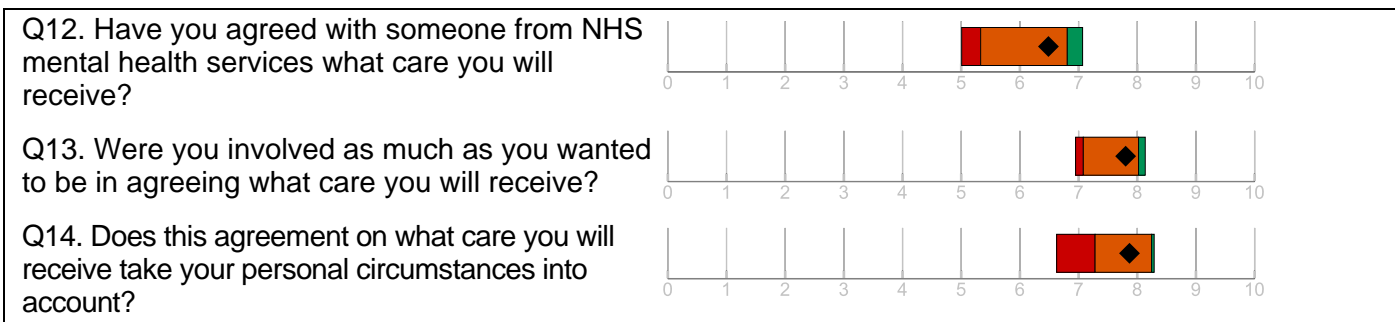 Q12. Have you agreed with someone from NHS
mental health services what care you will
receive?
0 1 2 3 4 5 6 7 8 9 10
Q13. Were you involved as much as you wanted
to be in agreeing what care you will receive?
0 1 2 3 4 5 6 7 8 9 10
Q14. Does this agreement on what care you will
receive take your personal circumstances into
account?
0 1 2 3 4 5 6 7 8 9 10